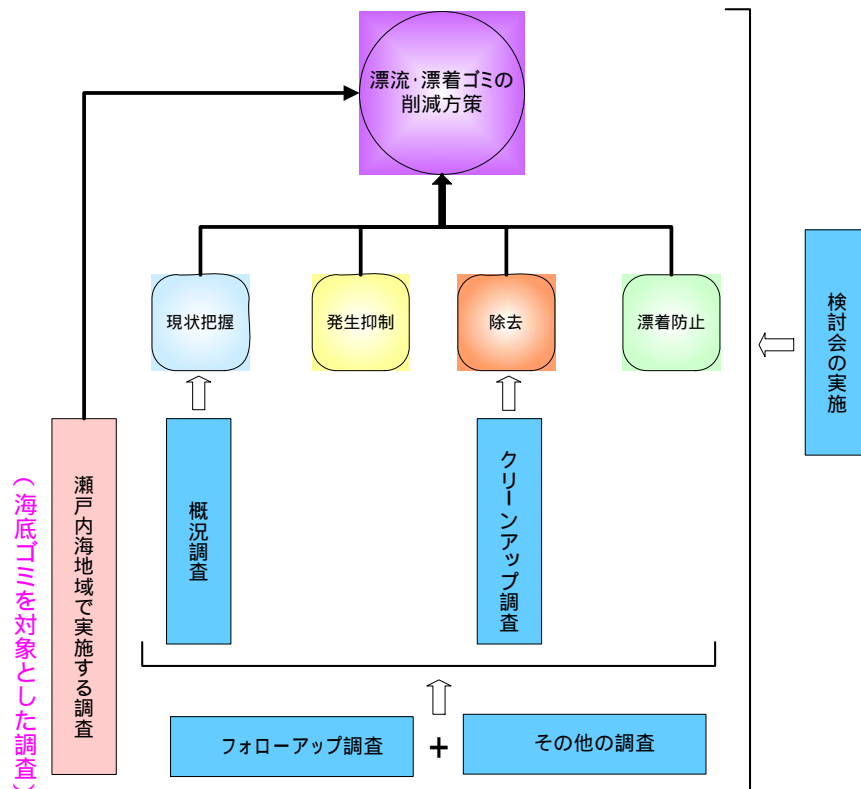 漂流・漂着ゴミの
削減方策
現状把握
発生抑制
除去
漂着防止
検討会の実施
(海底ゴミを対象とした調査)
瀬戸内海地域で実施する調査
概況調査
クリーンアップ調査
フォローアップ調査
+
その他の調査